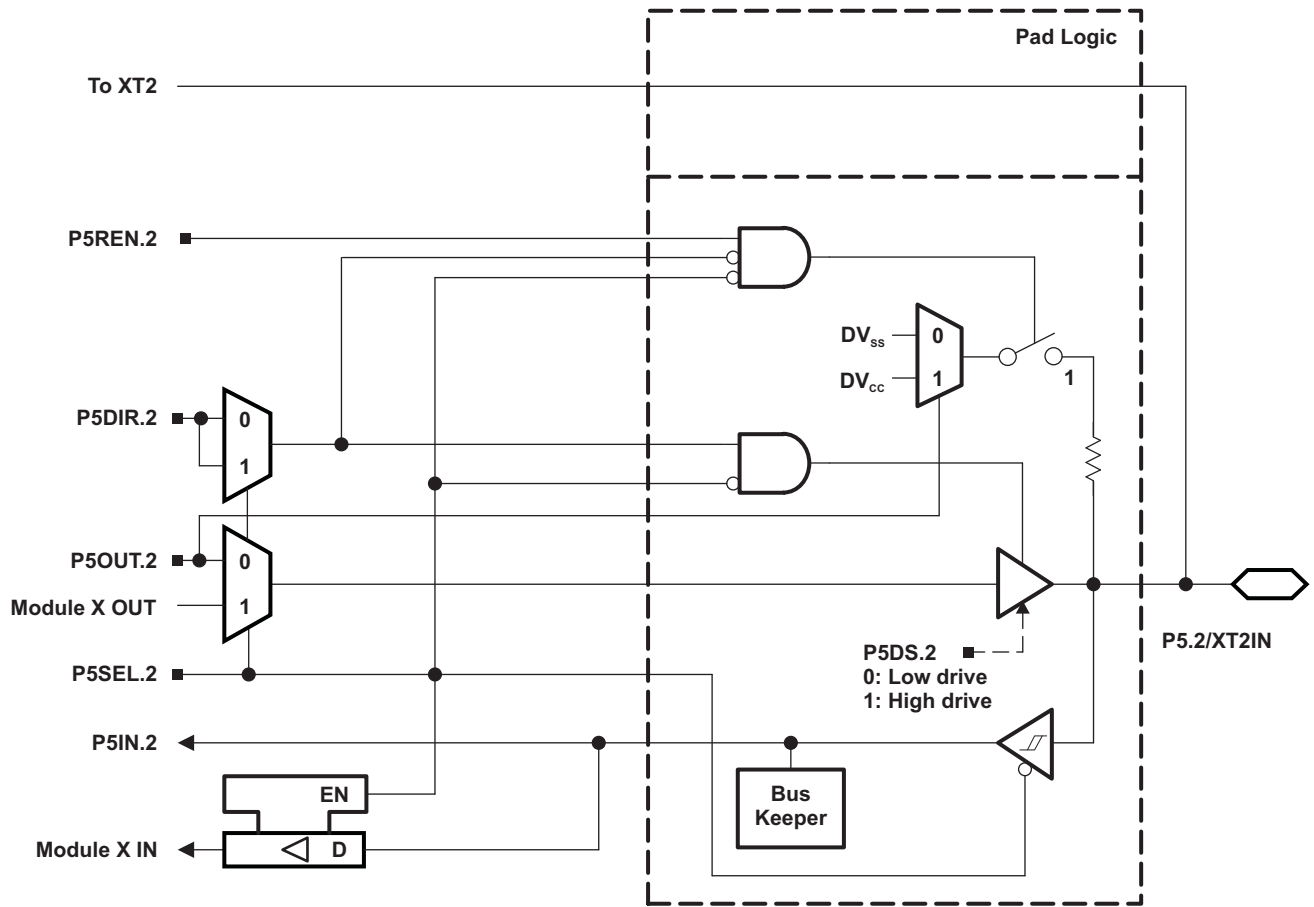 Pad Logic
To XT2
P5REN.2
DVSS
0
DVCC
1
1
P5DIR.2
0
1
P5OUT.2
0
Module X OUT
1
P5DS.2
0: Low drive
1: High drive
P5.2/XT2IN
P5SEL.2
P5IN.2
Bus
Keeper
EN
Module X IN
D